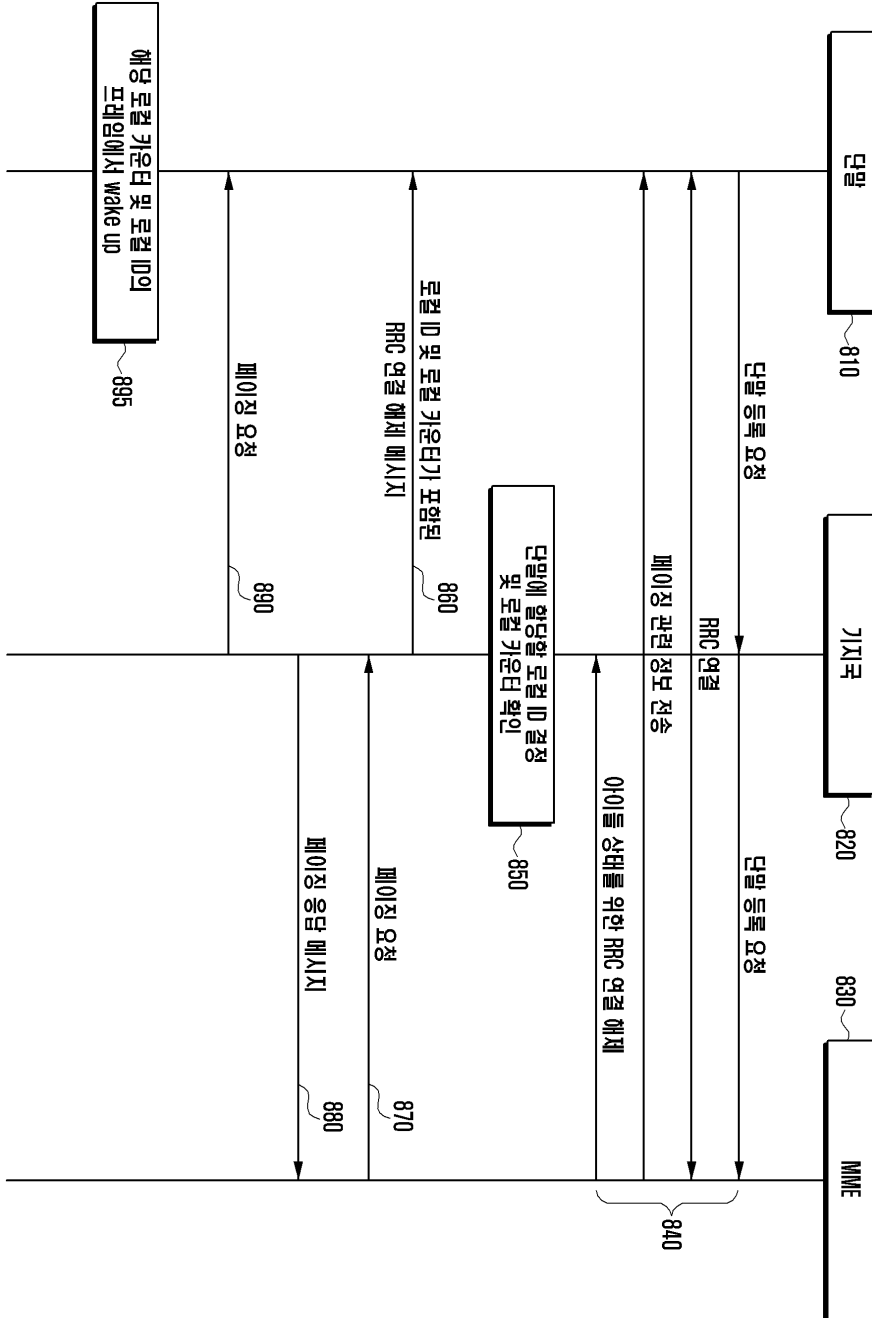 단말
810
기지국
820
830
MME
단말 등록 요청
단말 등록 요청
RRC 연결
페이징 관련 정보 전송
아이들 상태를 위한 RRC 연결 해제
840
단말에 할당할 로컬 ID 결정
및 로컬 카운터 확인
850
로컬 ID 및 로컬 카운터가 포함된
RRC 연결 해제 메시지
860
페이징 요청
870
페이징 응답 메시지
880
페이징 요청
890
해당 로컬 카운터 및 로컬 ID의
프레임에서 wake up
895